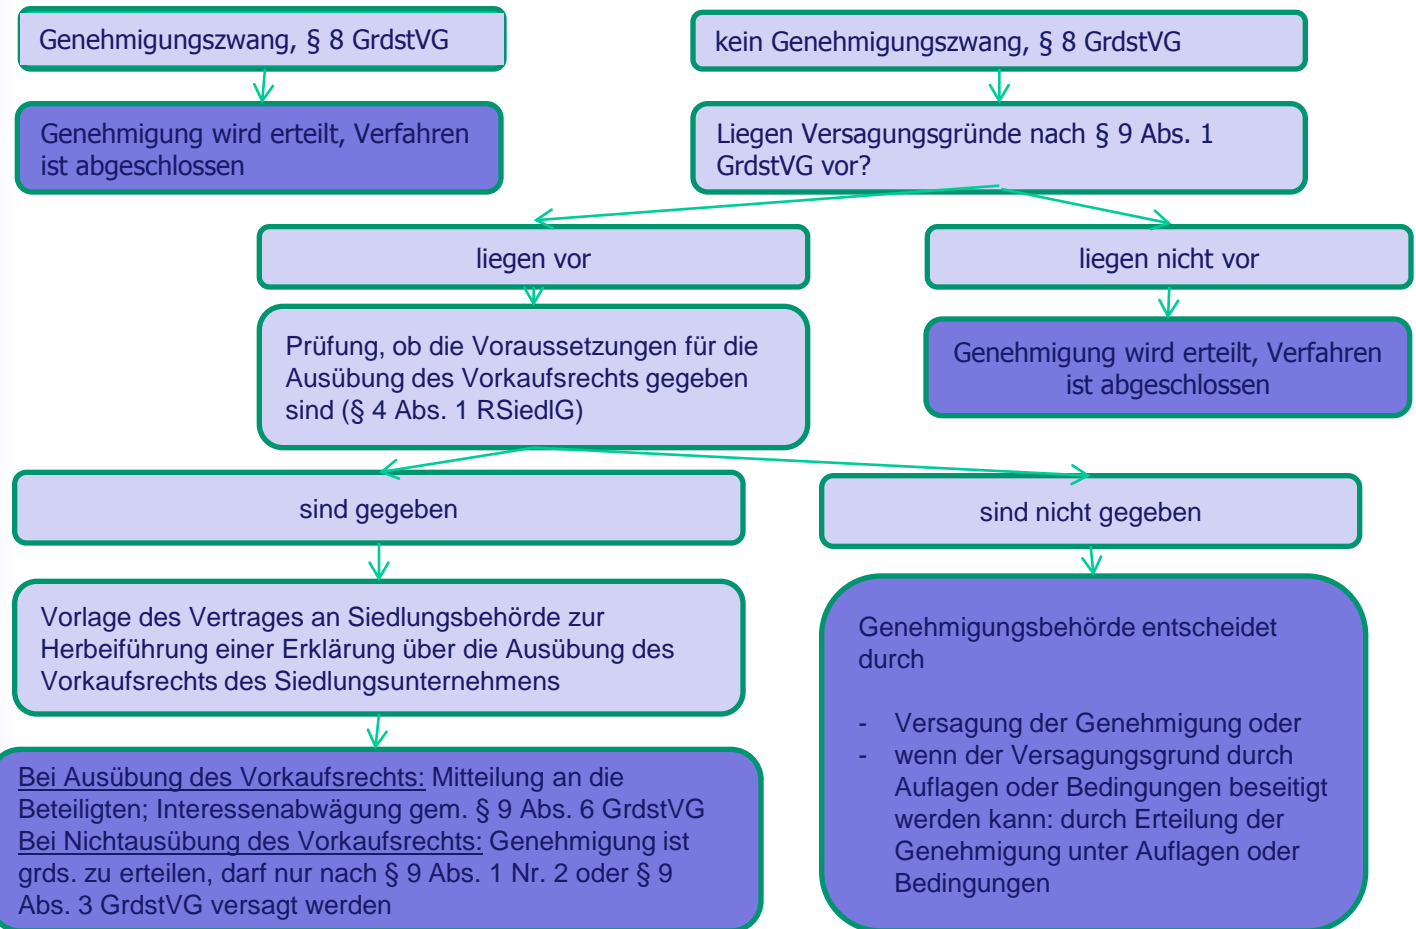 Genehmigungszwang, § 8 GrdstVG
kein Genehmigungszwang, § 8 GrdstVG
Genehmigung wird erteilt, Verfahren
ist abgeschlossen
Liegen Versagungsgründe nach § 9 Abs. 1
GrdstVG vor?
liegen vor
liegen nicht vor
Prüfung, ob die Voraussetzungen für die
Ausübung des Vorkaufsrechts gegeben
sind (§ 4 Abs. 1 RSiedlG)
Genehmigung wird erteilt, Verfahren
ist abgeschlossen
sind gegeben
sind nicht gegeben
Vorlage des Vertrages an Siedlungsbehörde zur
Herbeiführung einer Erklärung über die Ausübung des
Vorkaufsrechts des Siedlungsunternehmens
Bei Ausübung des Vorkaufsrechts: Mitteilung an die
Beteiligten; Interessenabwägung gem. § 9 Abs. 6 GrdstVG
Bei Nichtausübung des Vorkaufsrechts: Genehmigung ist
grds. zu erteilen, darf nur nach § 9 Abs. 1 Nr. 2 oder § 9
Abs. 3 GrdstVG versagt werden
Genehmigungsbehörde entscheidet
durch
- Versagung der Genehmigung oder
- wenn der Versagungsgrund durch
Auflagen oder Bedingungen beseitigt
werden kann: durch Erteilung der
Genehmigung unter Auflagen oder
Bedingungen